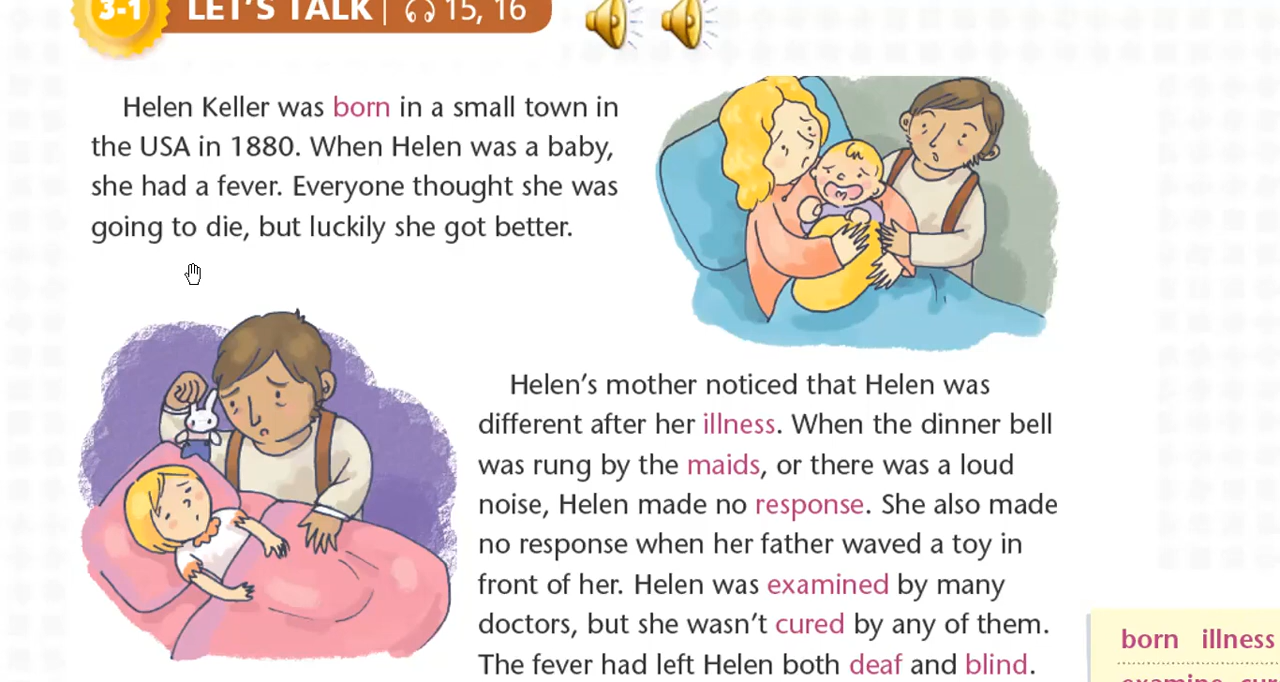 3-1 LET'S TALK | 15, 16
Helen Keller was born in a small town in
the USA in 1880. When Helen was a baby,
she had a fever. Everyone thought she was
going to die, but luckily she got better.
Helen's mother noticed that Helen was
different after her illness. When the dinner bell
was rung by the maids, or there was a loud
noise, Helen made no response. She also made
no response when her father waved a toy in
front of her. Helen was examined by many
doctors, but she wasn't cured by any of them.
The fever had left Helen both deaf and blind.
born illness